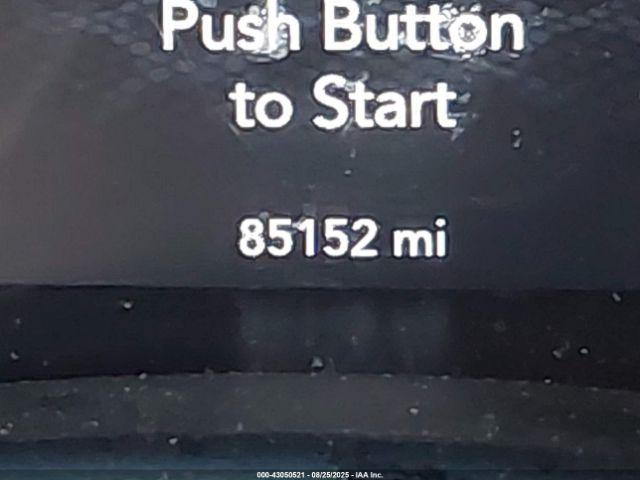 Push Button
to Start
85152 mi
000-43050521 - 08/25/2025 - IAA Inc.